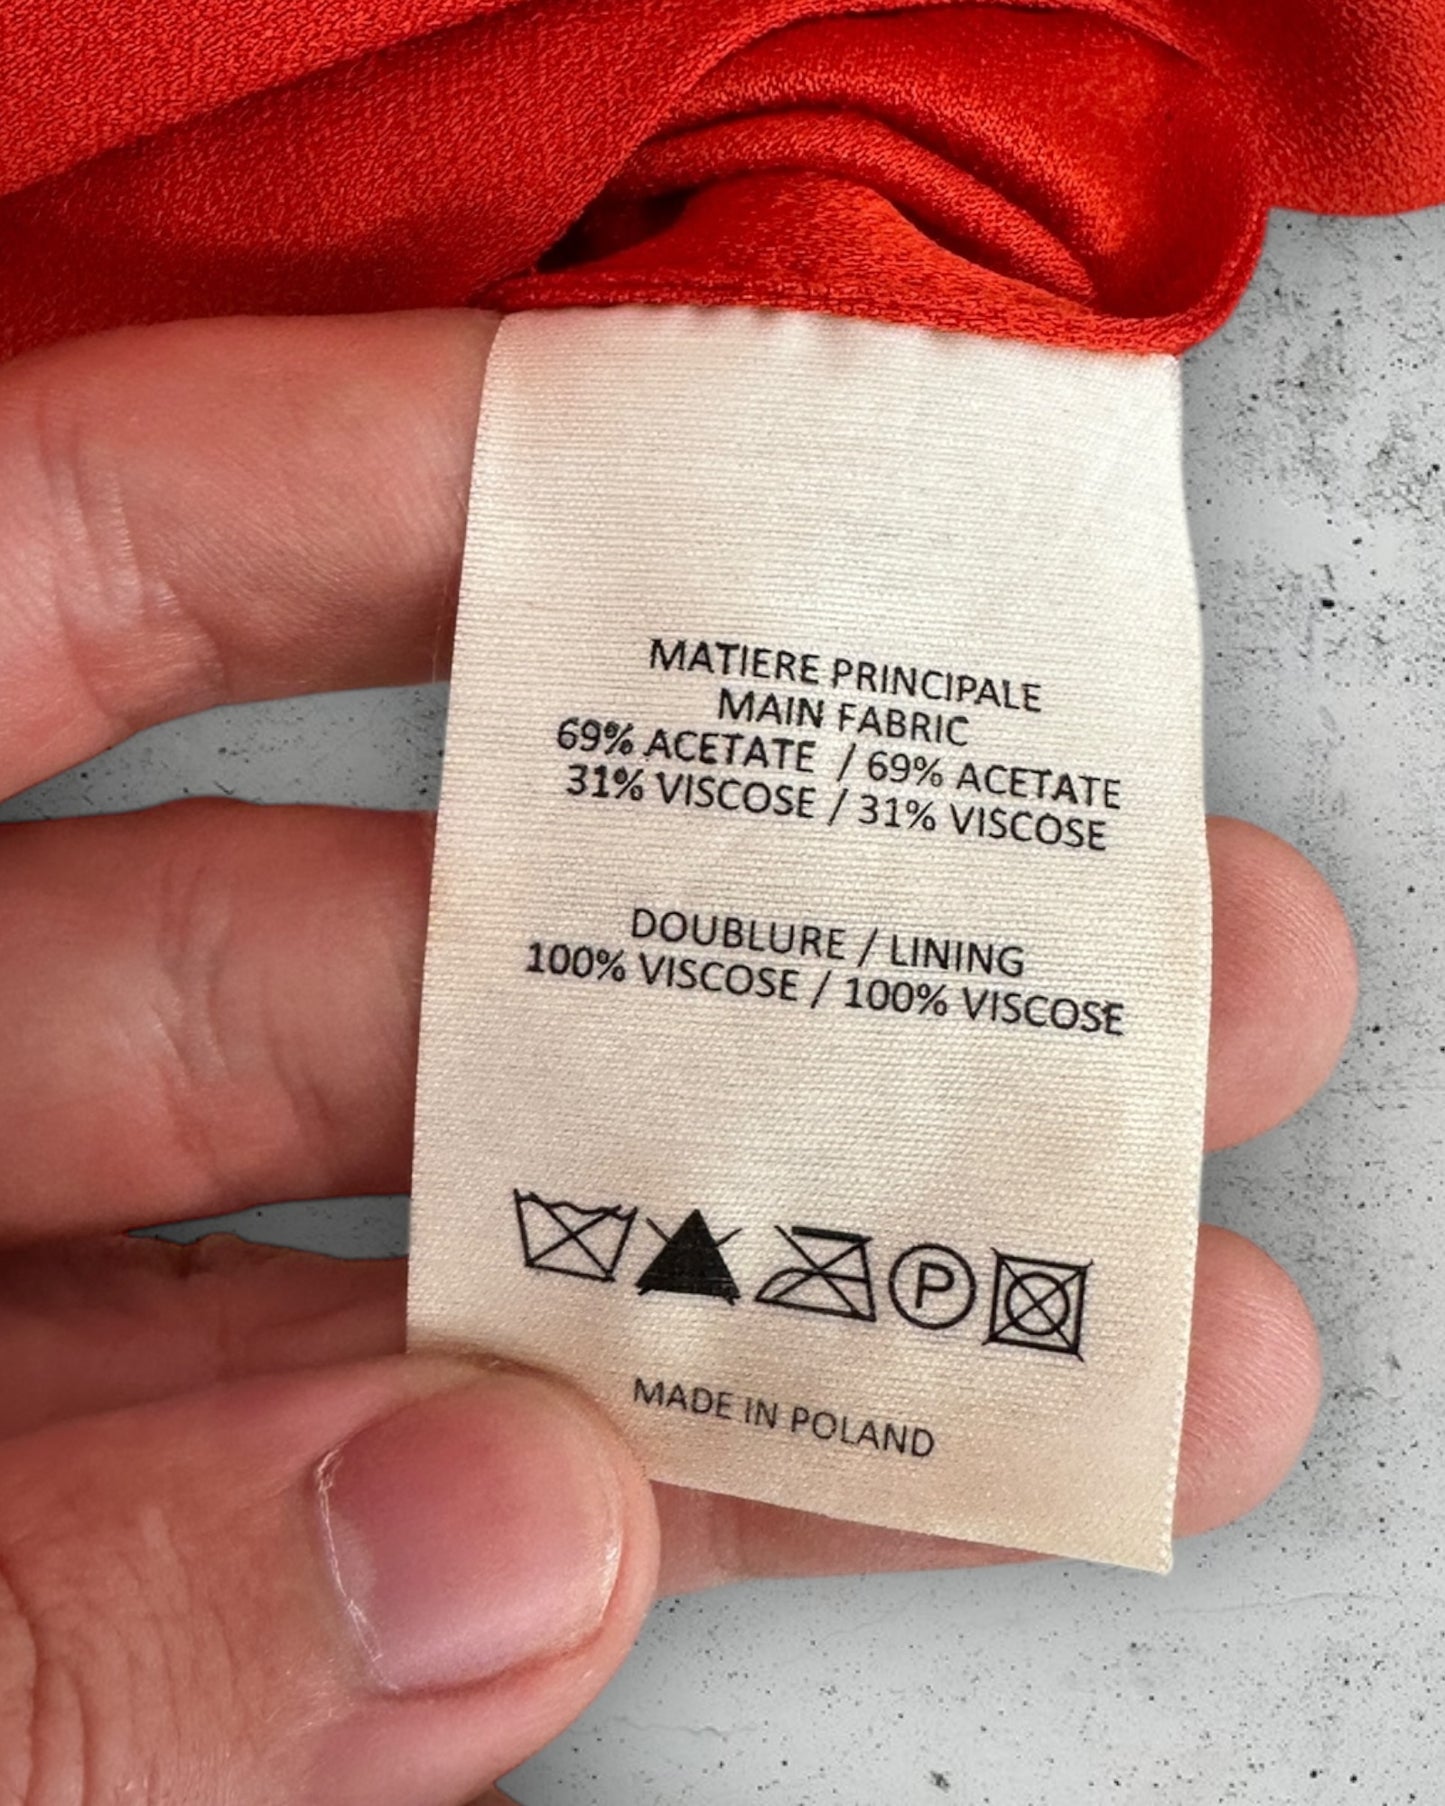 MATIERE PRINCIPALE
MAIN FABRIC
69% ACETATE / 69% ACETATE
31% VISCOSE / 31% VISCOSE
DOUBLURE / LINING
100% VISCOSE / 100% VISCOSE
P
MADE IN POLAND